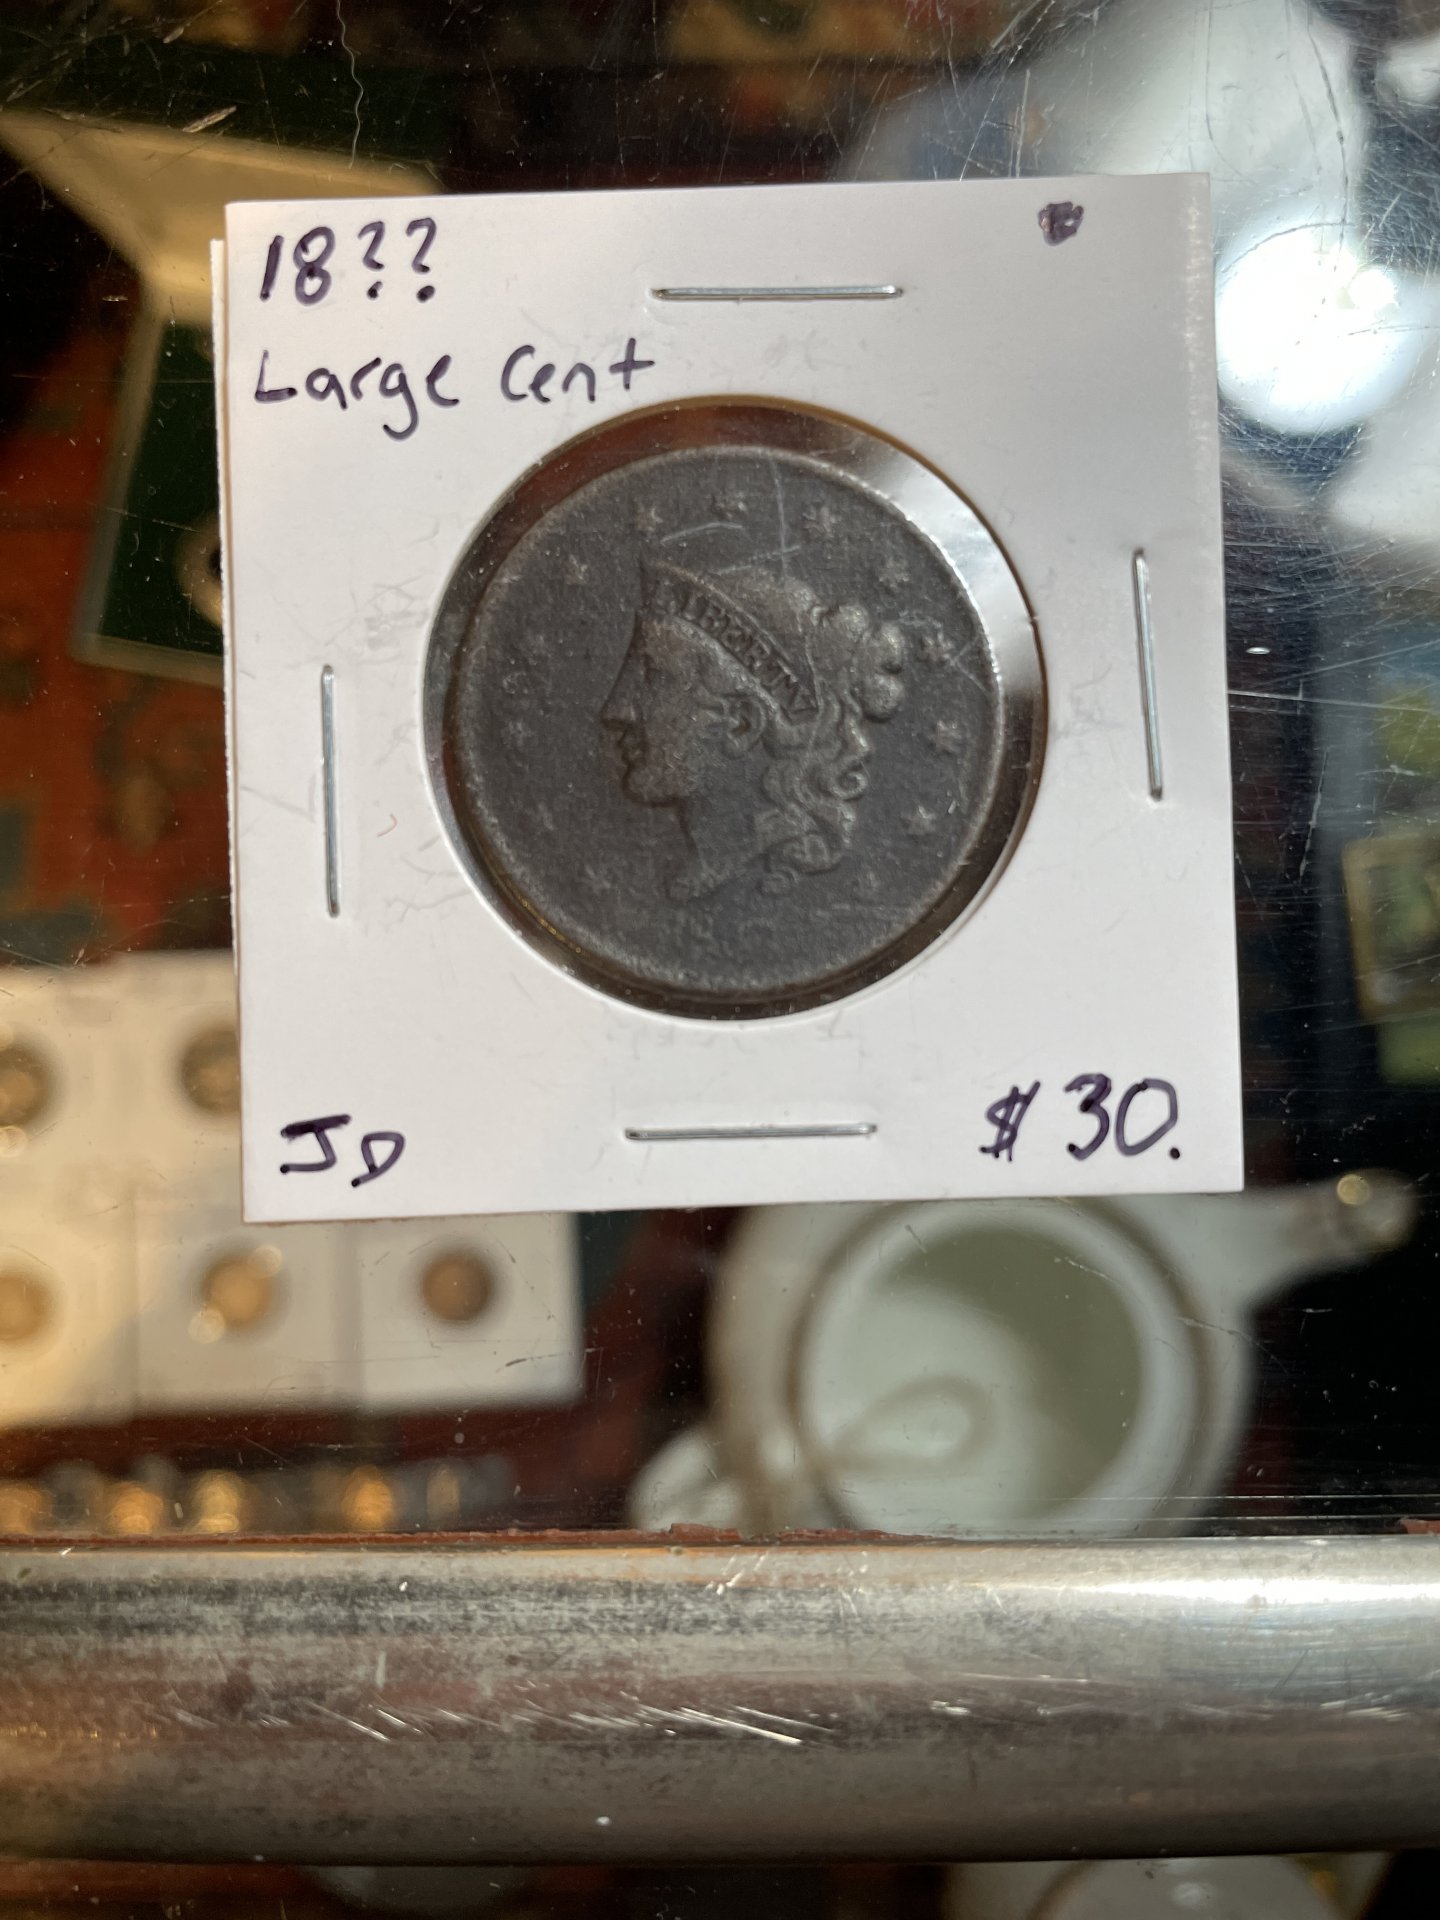 18??
Large Cent
LIBERTY
JD
$30.